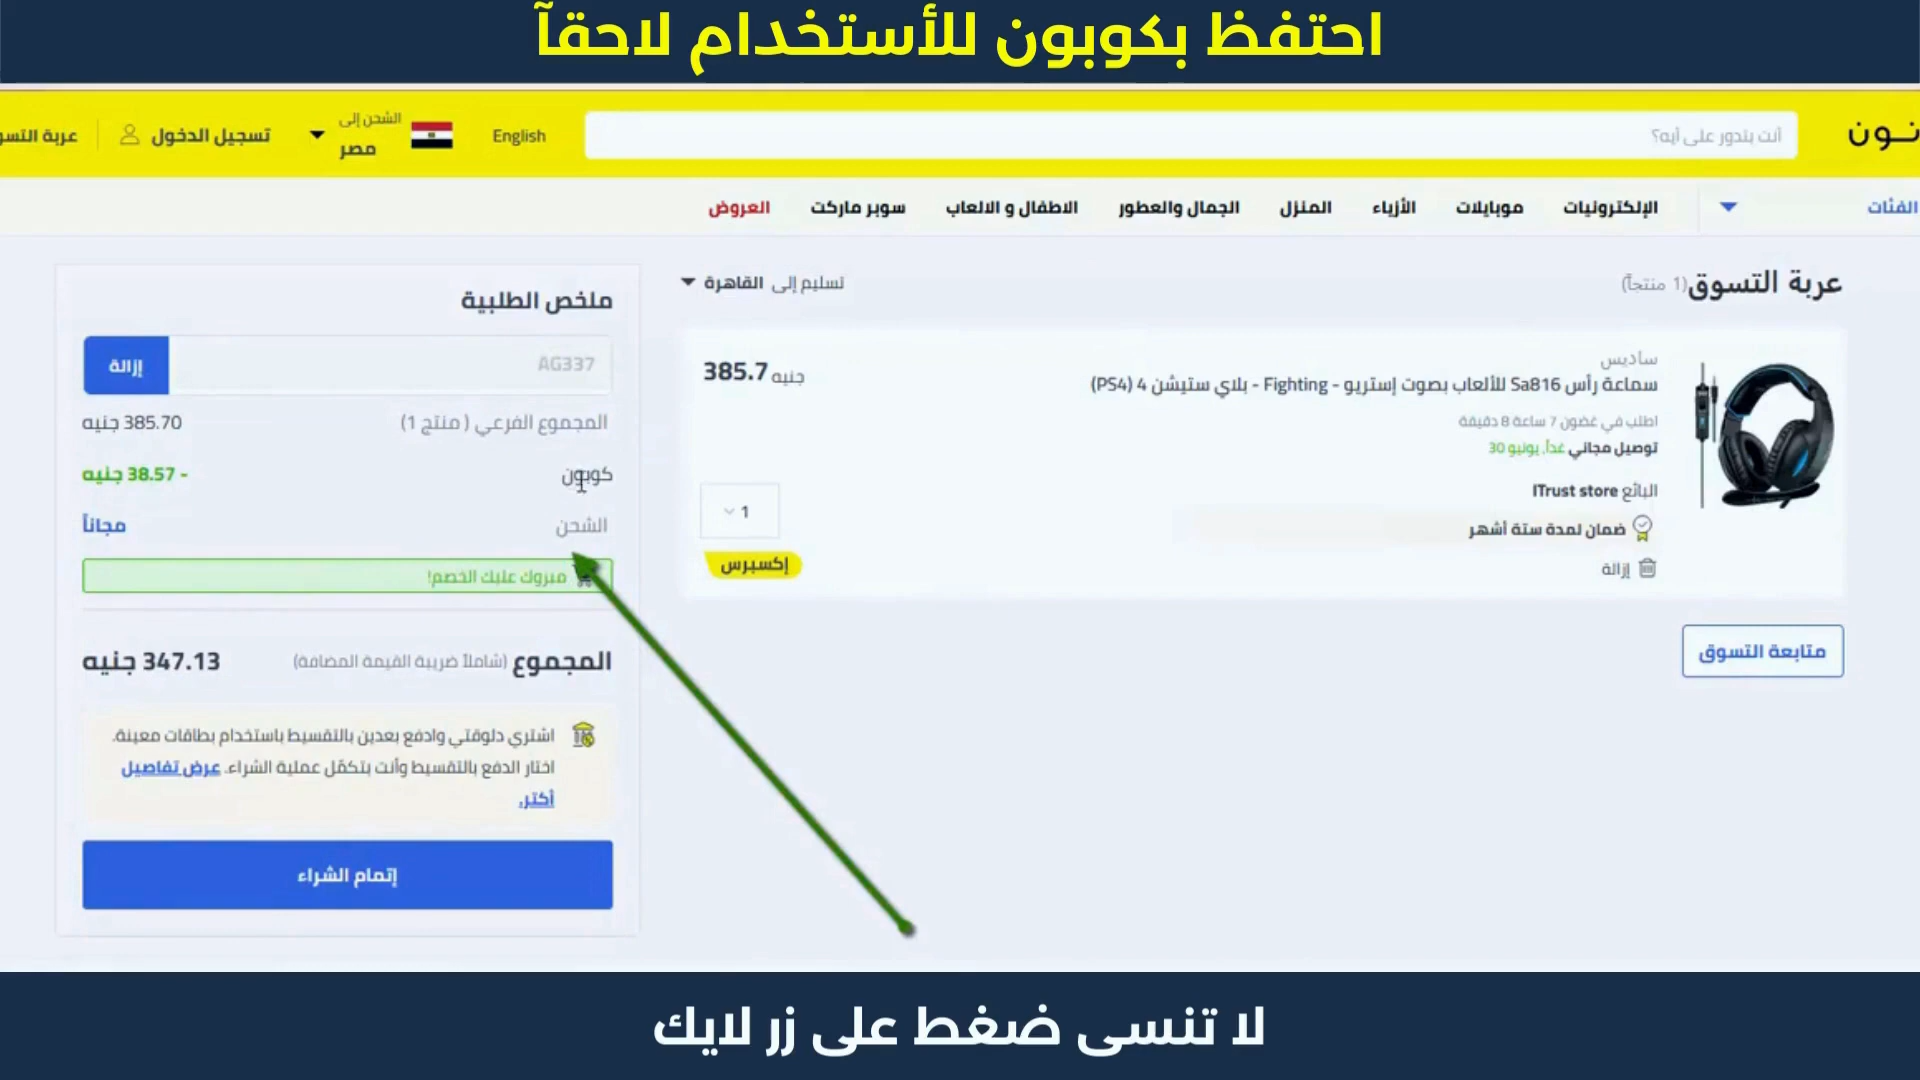 احتفظ بكوبون للأستخدام لاحقآ
نون
أنت بتدور على أيه؟
English
الشحن إلى
مصر
تسجيل الدخول
عربة التسو
الفئات
الإلكترونيات
موبايلات
الأزياء
المنزل
الجمال والعطور
الاطفال و الالعاب
سوبر ماركت
العروض
عربة التسوق (1 منتجاً)
تسليم إلى القاهرة
ساديس
سماعة رأس Sa816 للألعاب بصوت إستريو - Fighting - بلاي ستيشن 4 (PS4)
اطلب في غضون 7 ساعة 8 دقيقة
توصيل مجاني غداً, يونيو 30
البائع ITrust store
ضمان لمدة ستة أشهر
إزالة
385.7 جنيه
1
إكسبرس
متابعة التسوق
ملخص الطلبية
AG337
إزالة
المجموع الفرعي ( منتج 1)
385.70 جنيه
كوبون
- 38.57 جنيه
الشحن
مجاناً
مبروك عليك الخصم!
المجموع (شاملاً ضريبة القيمة المضافة)
347.13 جنيه
اشتري دلوقتي وادفع بعدين بالتقسيط باستخدام بطاقات معينة.
اختار الدفع بالتقسيط وأنت بتكمّل عملية الشراء. عرض تفاصيل
أكتر.
إتمام الشراء
لا تنسى ضغط على زر لايك